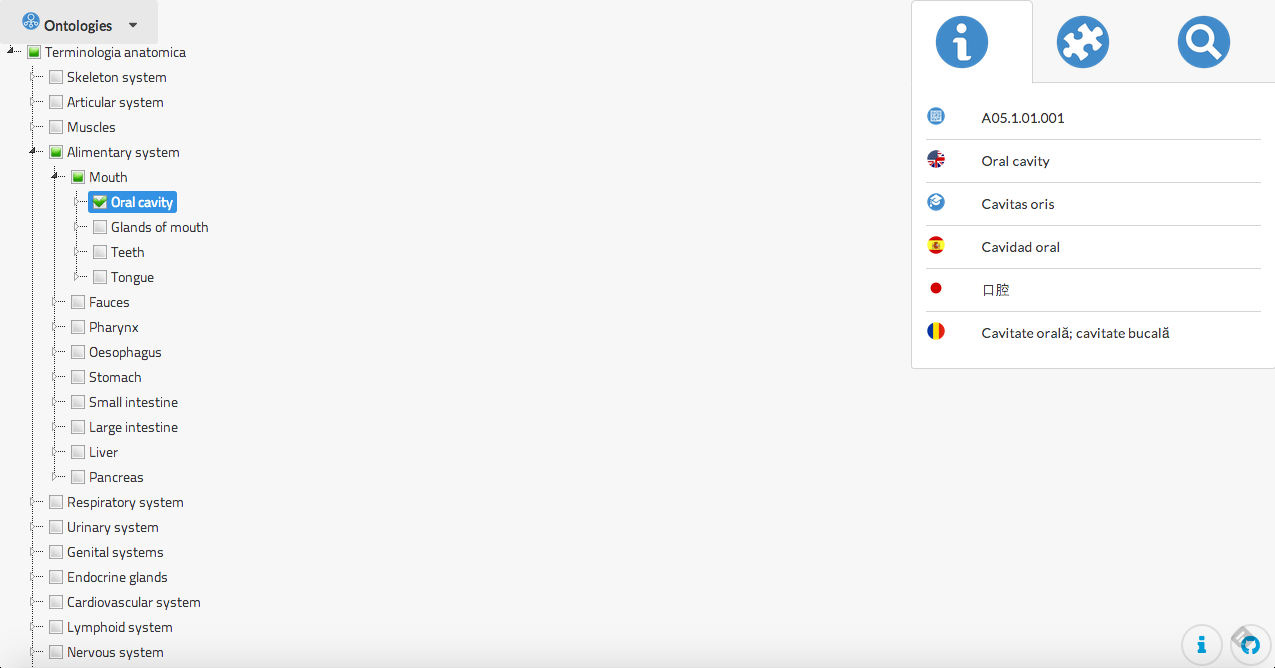 Ontologies
Terminologia anatomica
Skeleton system
Articular system
Muscles
Alimentary system
Mouth
Oral cavity
Glands of mouth
Teeth
Tongue
Fauces
Pharynx
Oesophagus
Stomach
Small intestine
Large intestine
Liver
Pancreas
Respiratory system
Urinary system
Genital systems
Endocrine glands
Cardiovascular system
Lymphoid system
Nervous system
A05.1.01.001
Oral cavity
Cavitas oris
Cavidad oral
口腔
Cavitate orală; cavitate bucală